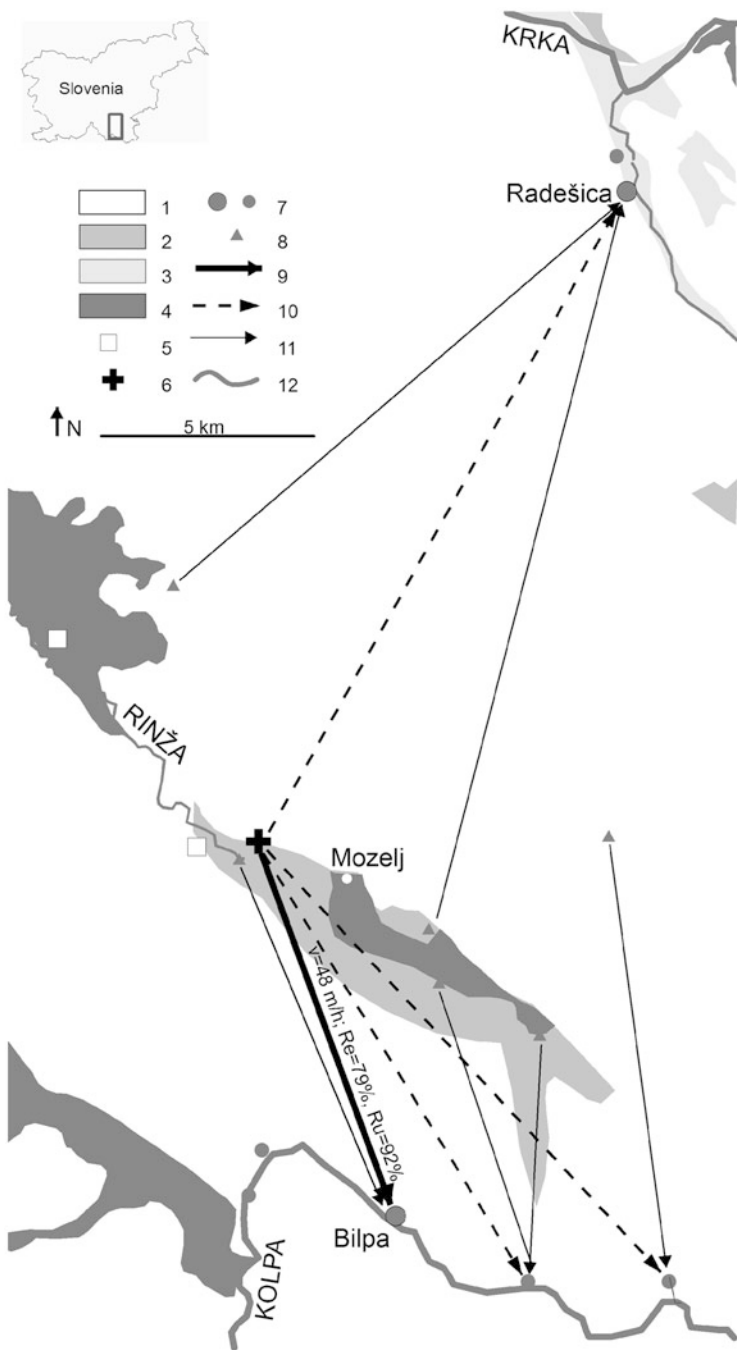 KRKA
Slovenia
Radešica
1
2
3
4
5
6
7
8
9
10
11
12
N
5 km
RINŽA
Mozelj
v=48 m/h; Re=79%, Ru=92%
Bilpa
KOLPA